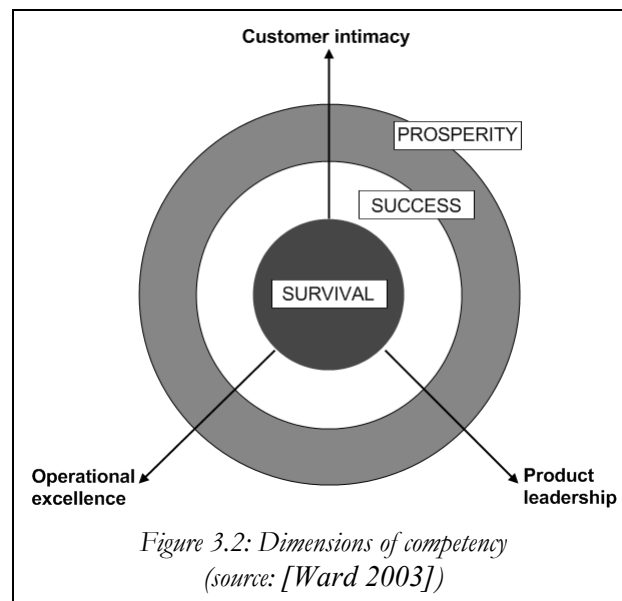 Customer intimacy
PROSPERITY
SUCCESS
SURVIVAL
Operational
excellence
Product
leadership
Figure 3.2: Dimensions of competency
(source: [Ward 2003])